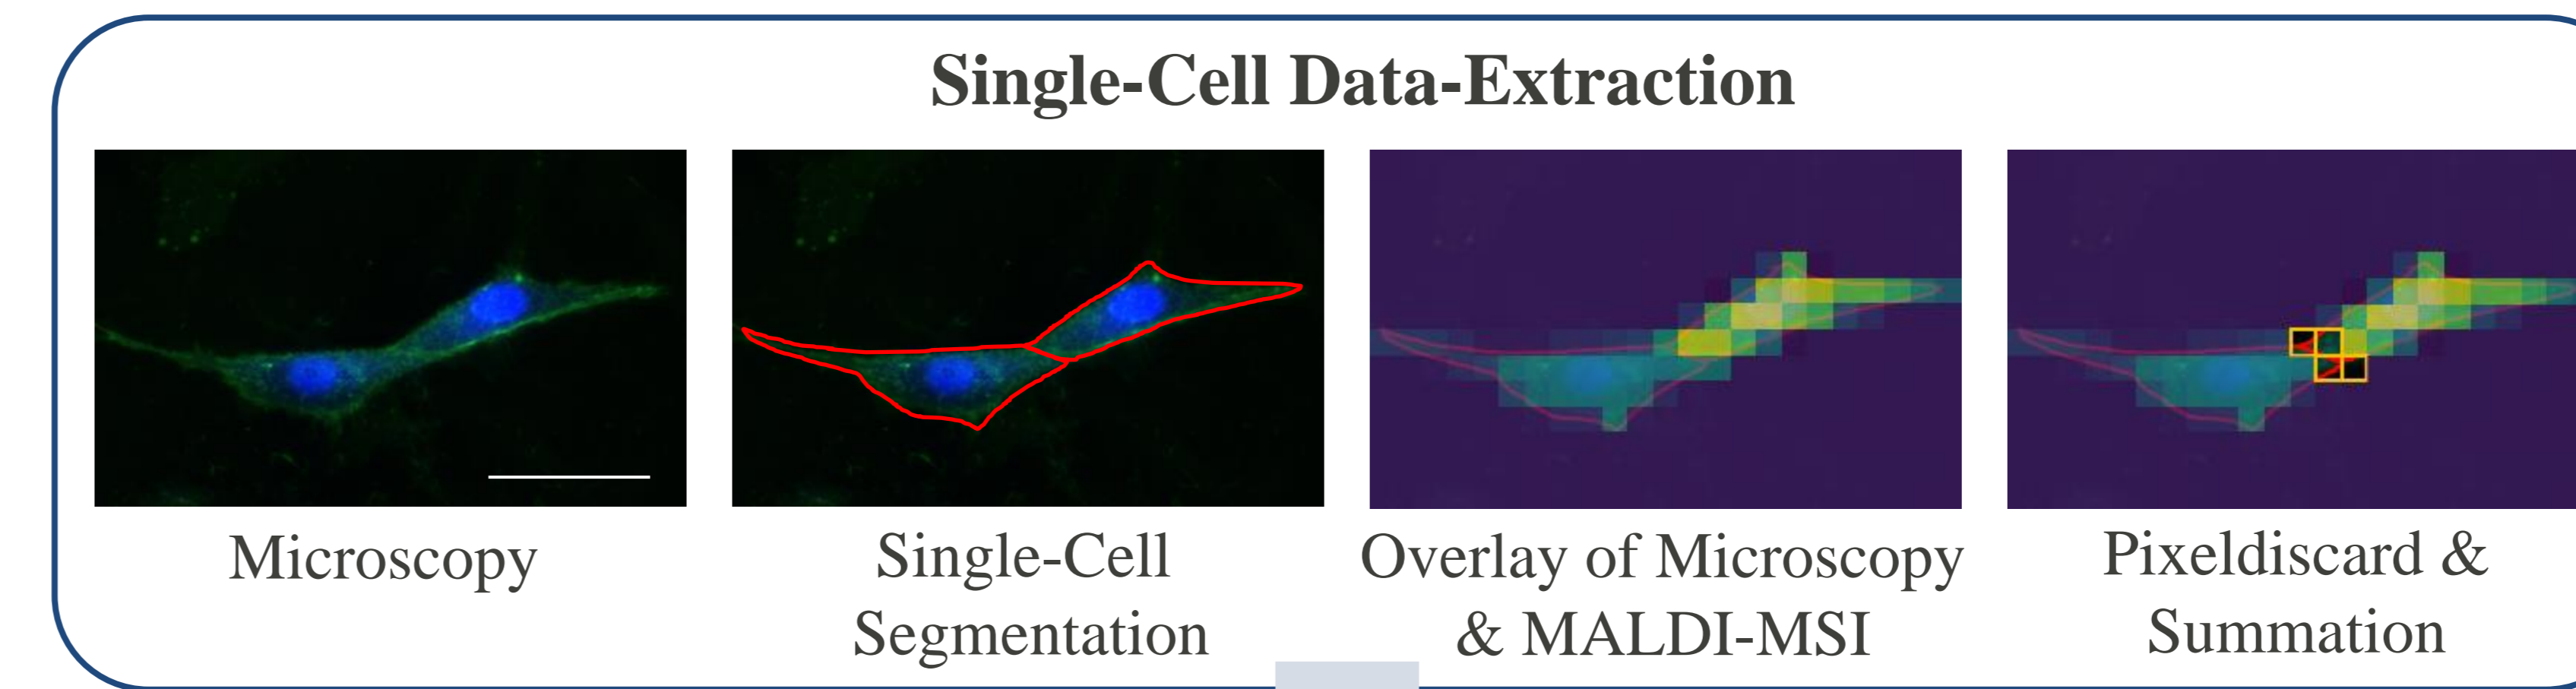 Single-Cell Data-Extraction
Microscopy
Single-Cell
Segmentation
Overlay of Microscopy
& MALDI-MSI
Pixeldiscard &
Summation